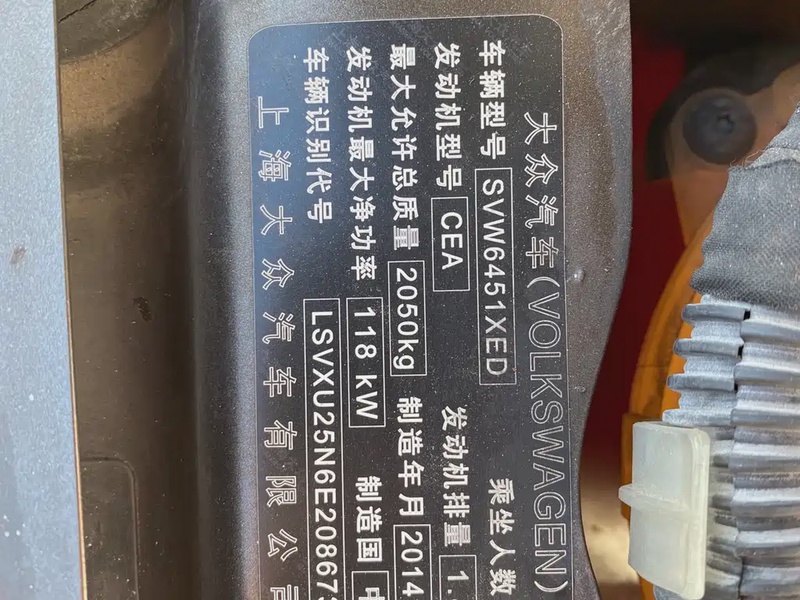 大众汽车(VOLKSWAGEN)
车辆型号 SVW6451XED 乘坐人数
发动机型号 CEA 发动机排量 1.
最大允许总质量 2050kg 制造年月 2014
发动机最大净功率 118 kW 制造国
车辆识别代号 LSVXU25N6E208673
上海大众汽车有限公司